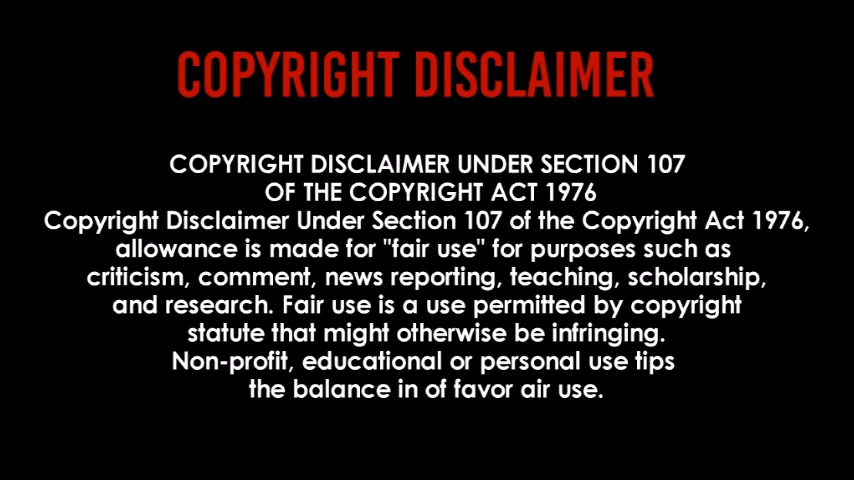 COPYRIGHT DISCLAIMER
COPYRIGHT DISCLAIMER UNDER SECTION 107
OF THE COPYRIGHT ACT 1976
Copyright Disclaimer Under Section 107 of the Copyright Act 1976,
allowance is made for "fair use" for purposes such as
criticism, comment, news reporting, teaching, scholarship,
and research. Fair use is a use permitted by copyright
statute that might otherwise be infringing.
Non-profit, educational or personal use tips
the balance in of favor air use.